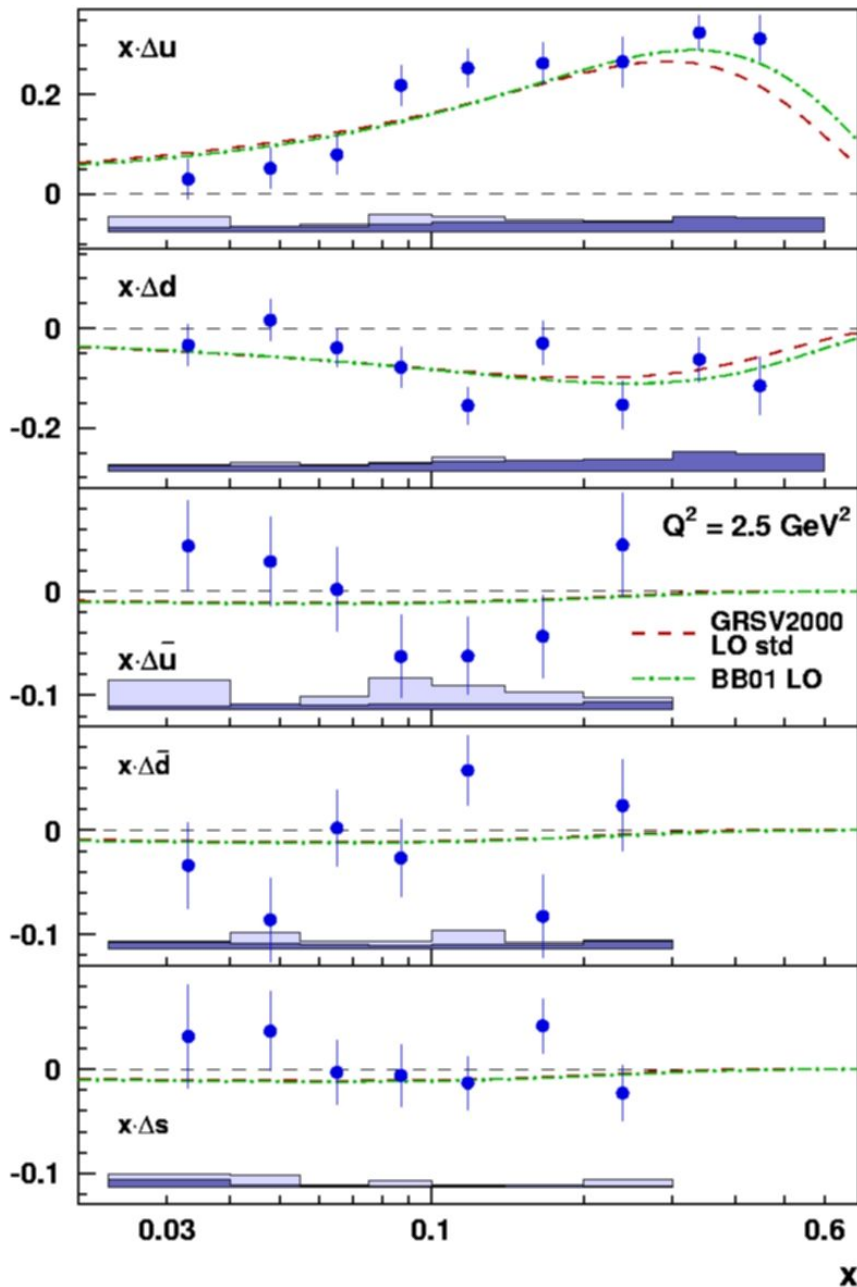 x·Δu
0.2
0
x·Δd
0
-0.2
Q² = 2.5 GeV²
0
GRSV2000
LO std
x·Δū
BB01 LO
-0.1
x·Δd̄
0
-0.1
0
x·Δs
-0.1
0.03 0.1 0.6
x